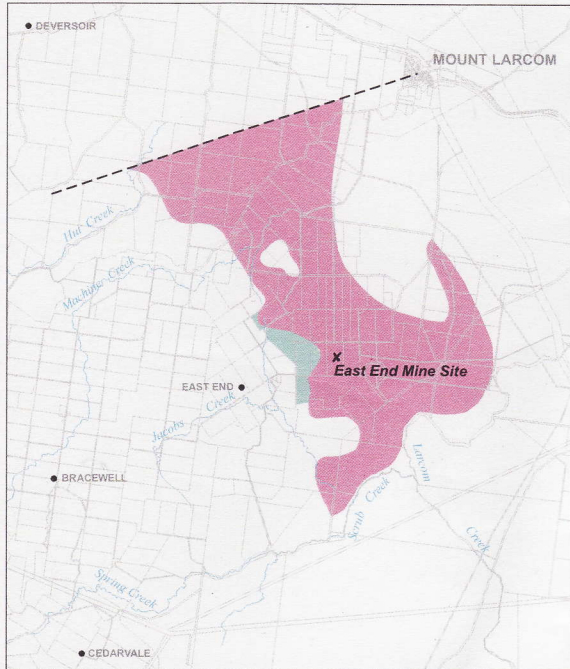 DEVERSOIR
MOUNT LARCOM
Hut Creek
Machine Creek
x
East End Mine Site
EAST END
Jacobs Creek
Larcom Creek
BRACEWELL
Scrub Creek
Spring Creek
CEDARVALE